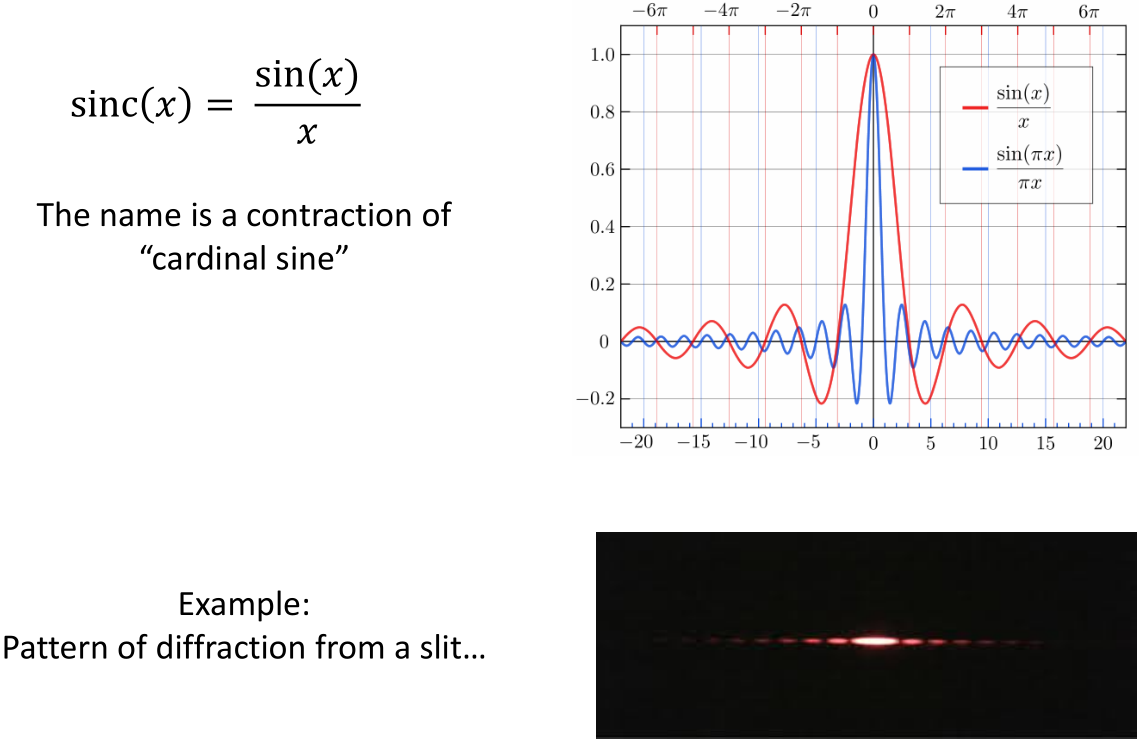 sinc(x) = sin(x)/x
The name is a contraction of
“cardinal sine”
−6π −4π −2π 0 2π 4π 6π
1.0
0.8
0.6
0.4
0.2
0
−0.2
sin(x)/x
sin(πx)/πx
−20 −15 −10 −5 0 5 10 15 20
Example:
Pattern of diffraction from a slit…